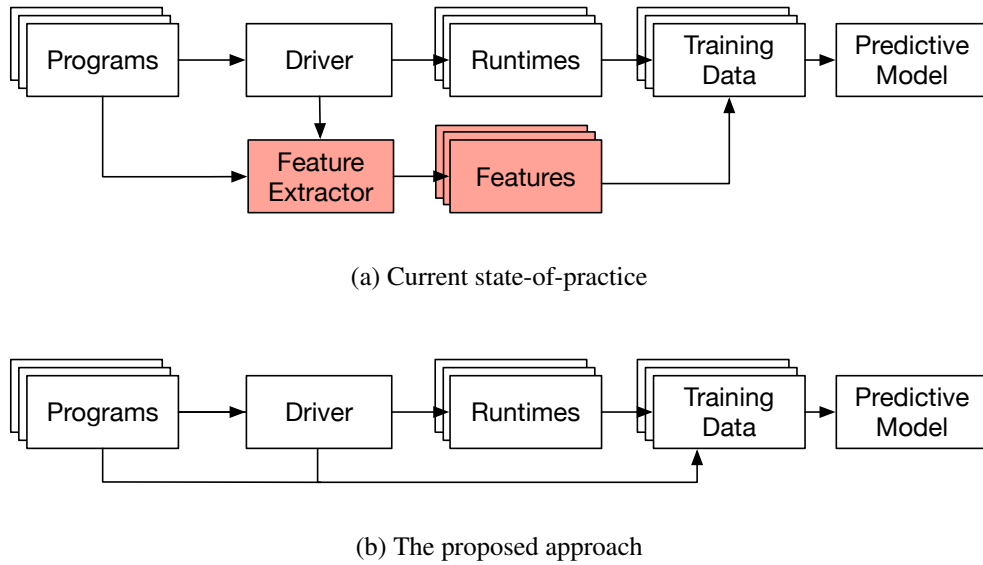 Programs
Driver
Runtimes
Training
Data
Predictive
Model
Feature
Extractor
Features
(a) Current state-of-practice
Programs
Driver
Runtimes
Training
Data
Predictive
Model
(b) The proposed approach